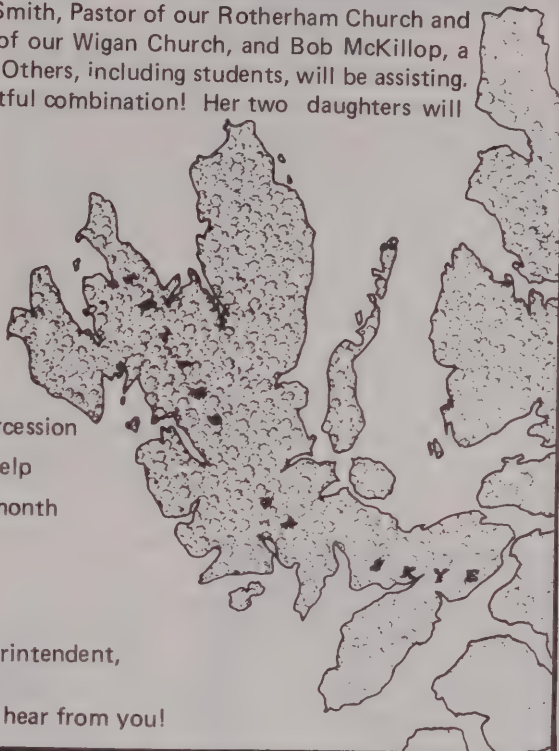 Smith, Pastor of our Rotherham Church and
of our Wigan Church, and Bob McKillop, a
Others, including students, will be assisting.
tful combination! Her two daughters will
rcession
elp
month
SKYE
rintendent,
hear from you!